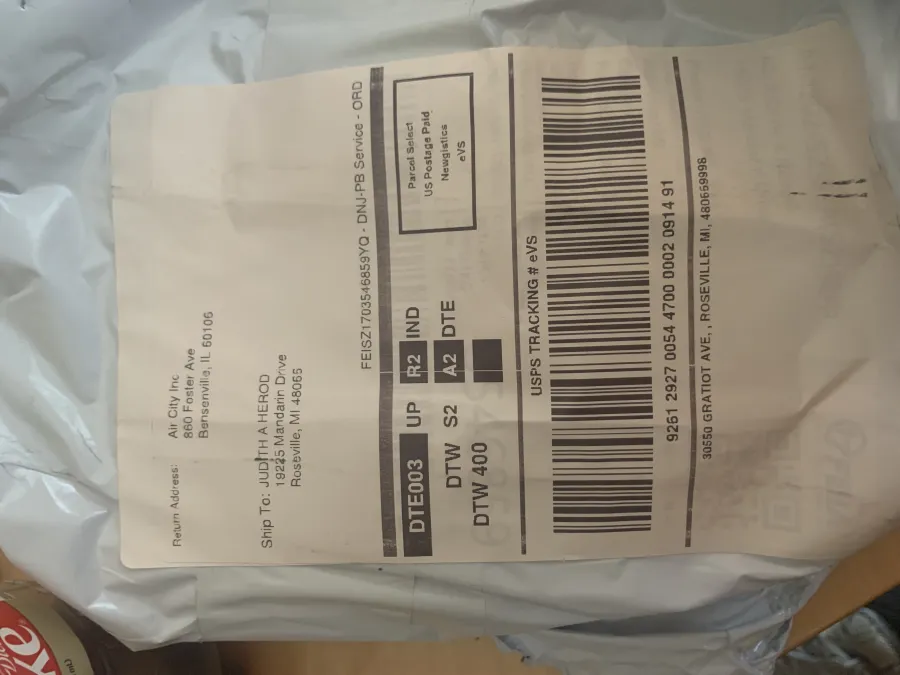 Return Address:
Air City Inc
860 Foster Ave
Bensenville, IL 60106
Ship To: JUDITH A HEROD
19225 Mandarin Drive
Roseville, MI 48065
FEISZ1703546859YQ - DNJ-PB Service - ORD
DTE003 UP R2 IND
DTW S2 A2 DTE
DTW 400
Parcel Select
US Postage Paid
Newgistics
eVS
USPS TRACKING # eVS
9261 2927 0054 4700 0002 0914 91
30550 GRATIOT AVE, , ROSEVILLE, MI, 480669998